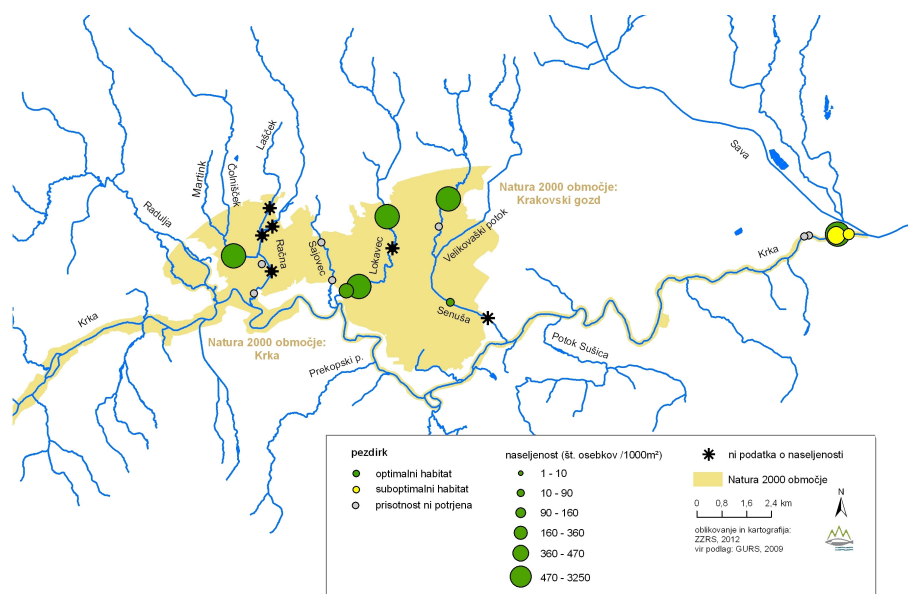 Lašček
Martink
Čolnišček
Radulja
Račna
Šajovec
Lokavec
Velikovaški potok
Natura 2000 območje:
Krakovski gozd
Sava
Krka
Krka
Natura 2000 območje:
Krka
Senuša
Prekopski p.
Potok Sušica
pezdirk
optimalni habitat
suboptimalni habitat
prisotnost ni potrjena
naseljenost (št. osebkov /1000m²)
1 - 10
10 - 90
90 - 160
160 - 360
360 - 470
470 - 3250
ni podatka o naseljenosti
Natura 2000 območje
0 0,8 1,6 2,4 km
N
oblikovanje in kartografija:
ZZRS, 2012
vir podlag: GURS, 2009